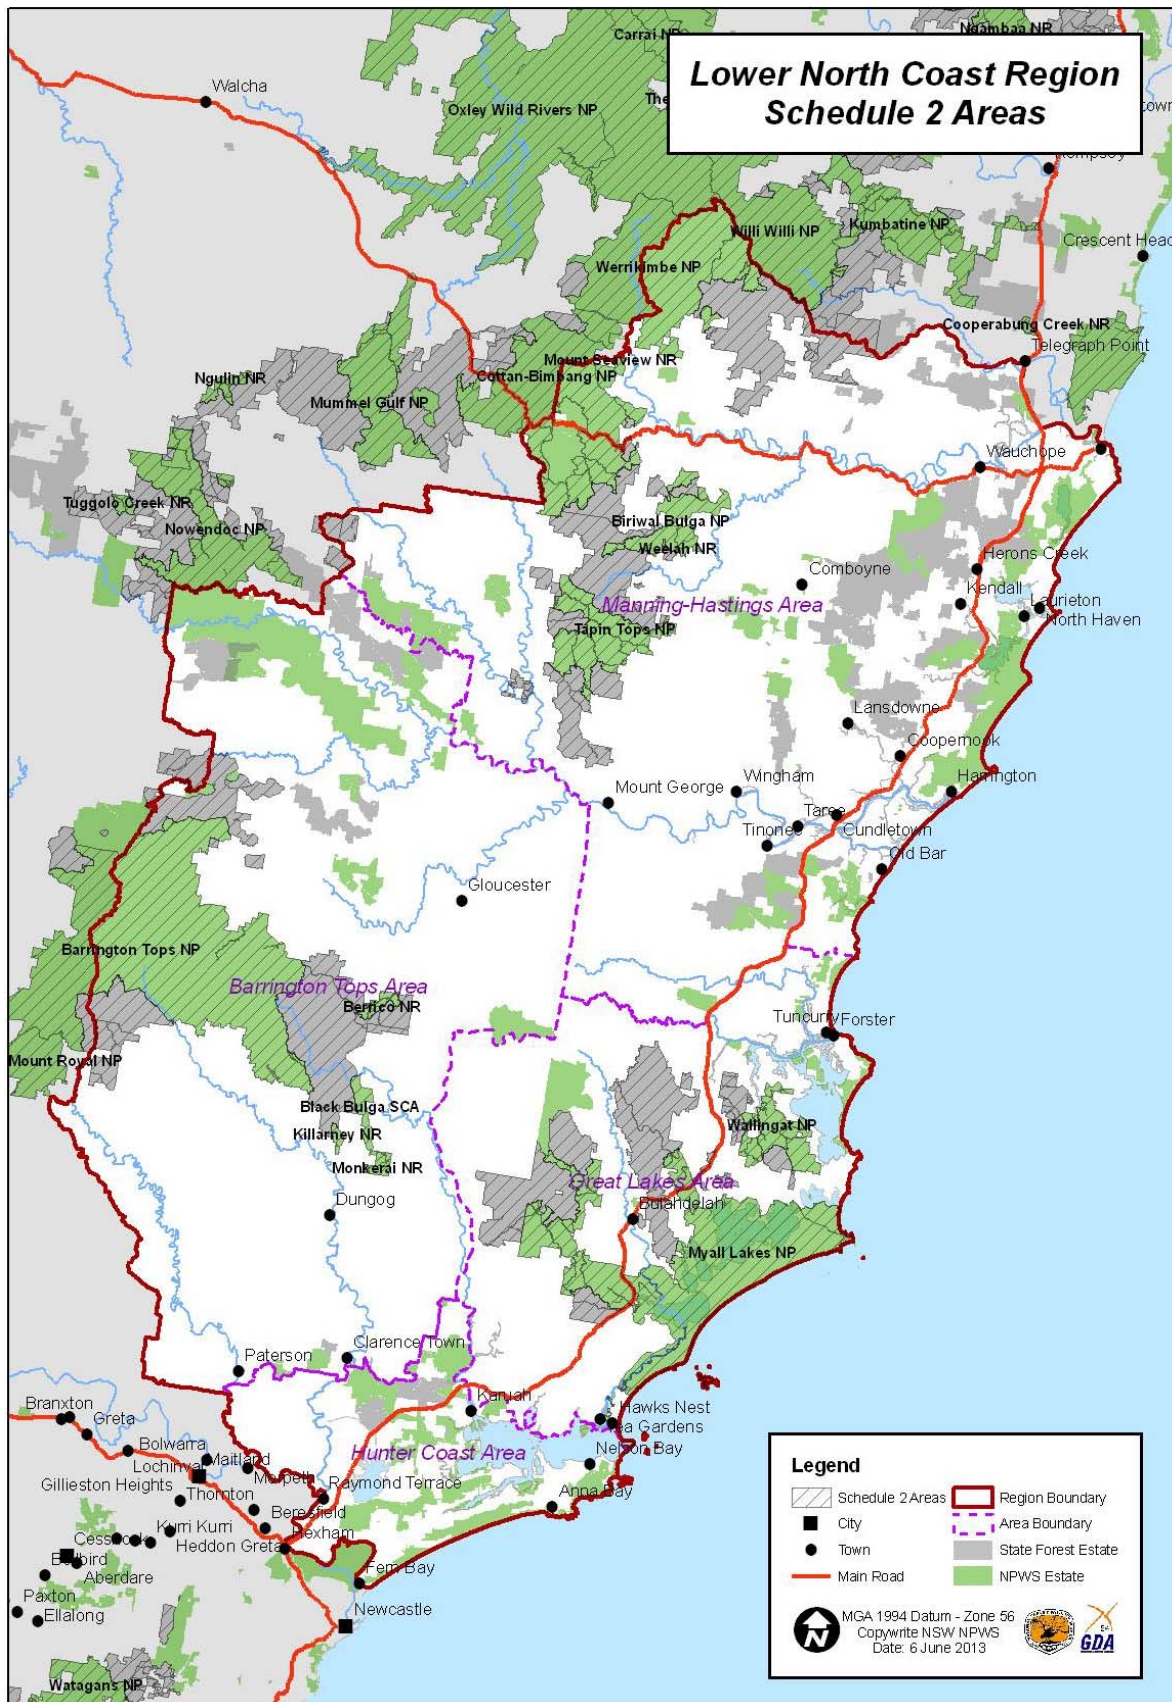 Carrai NP
Ngambaa NR
Lower North Coast Region
Schedule 2 Areas
Walcha
Oxley Wild Rivers NP
The
town
Kempsey
Willi Willi NP
Kumbatine NP
Crescent Head
Werrikimbe NP
Cooperabung Creek NR
Telegraph Point
Mount Seaview NR
Cottan-Bimbang NP
Ngulin NR
Mummel Gulf NP
Wauchope
Tuggolo Creek NR
Nowendoc NP
Biriwal Bulga NP
Weelah NR
Herons Creek
Comboyne
Kendall
Manning-Hastings Area
Laurieton
North Haven
Tapin Tops NP
Lansdowne
Coopernook
Mount George
Wingham
Harrington
Taree
Tinonee
Cundletown
Old Bar
Gloucester
Barrington Tops NP
Barrington Tops Area
Berrico NR
Tuncurry
Forster
Mount Royal NP
Black Bulga SCA
Killarney NR
Wallingat NP
Monkerai NR
Great Lakes Area
Dungog
Bulahdelah
Myall Lakes NP
Paterson
Clarence Town
Branxton
Greta
Karuah
Hawks Nest
Tea Gardens
Bolwarra
Maitland
Hunter Coast Area
Nelson Bay
Lochinvar
Morpeth
Gillieston Heights
Thornton
Raymond Terrace
Anna Bay
Beresfield
Kurri Kurri
Hexham
Cessnock
Heddon Greta
Bellbird
Aberdare
Fern Bay
Paxton
Ellalong
Newcastle
Watagans NP
Legend
Schedule 2 Areas
Region Boundary
City
Area Boundary
Town
State Forest Estate
Main Road
NPWS Estate
N
MGA 1994 Datum - Zone 56
Copywrite NSW NPWS
Date: 6 June 2013
GDA